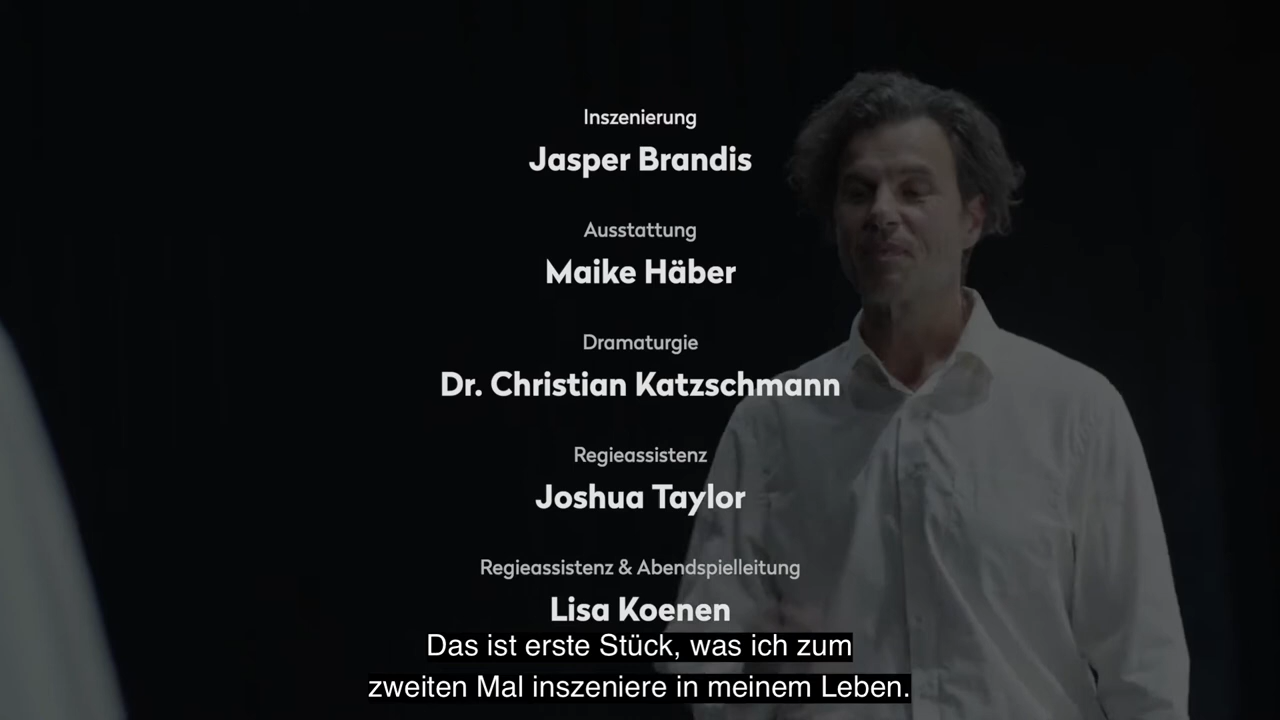 Inszenierung
Jasper Brandis
Ausstattung
Maike Häber
Dramaturgie
Dr. Christian Katzschmann
Regieassistenz
Joshua Taylor
Regieassistenz & Abendspielleitung
Lisa Koenen
Das ist erste Stück, was ich zum
zweiten Mal inszeniere in meinem Leben.